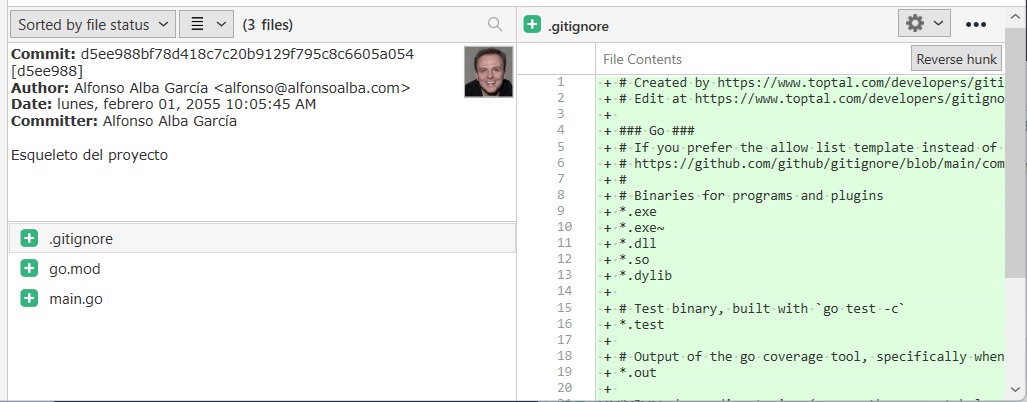 Sorted by file status
(3 files)
Commit: d5ee988bf78d418c7c20b9129f795c8c6605a054
[d5ee988]
Author: Alfonso Alba García <alfonso@alfonsoalba.com>
Date: lunes, febrero 01, 2055 10:05:45 AM
Committer: Alfonso Alba García
Esqueleto del proyecto
.gitignore
go.mod
main.go
.gitignore
File Contents
Reverse hunk
1 + # Created by https://www.toptal.com/developers/giti
2 + # Edit at https://www.toptal.com/developers/gitigno
3 +
4 + ### Go ###
5 + # If you prefer the allow list template instead of
6 + # https://github.com/github/gitignore/blob/main/com
7 + #
8 + # Binaries for programs and plugins
9 + *.exe
10 + *.exe~
11 + *.dll
12 + *.so
13 + *.dylib
14 +
15 + # Test binary, built with `go test -c`
16 + *.test
17 +
18 + # Output of the go coverage tool, specifically when
19 + *.out
20 +